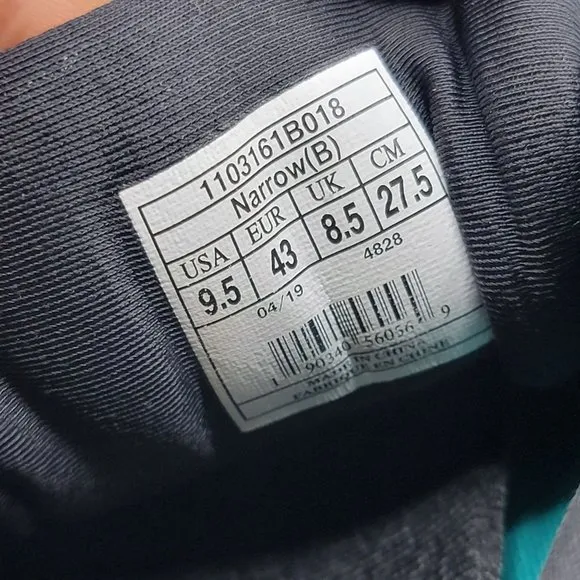 1103161B018
Narrow(B)
USA EUR UK CM
9.5 43 8.5 27.5
04/19 4828
1 90340 56056 9
MADE IN CHINA
FABRIQUE EN CHINE